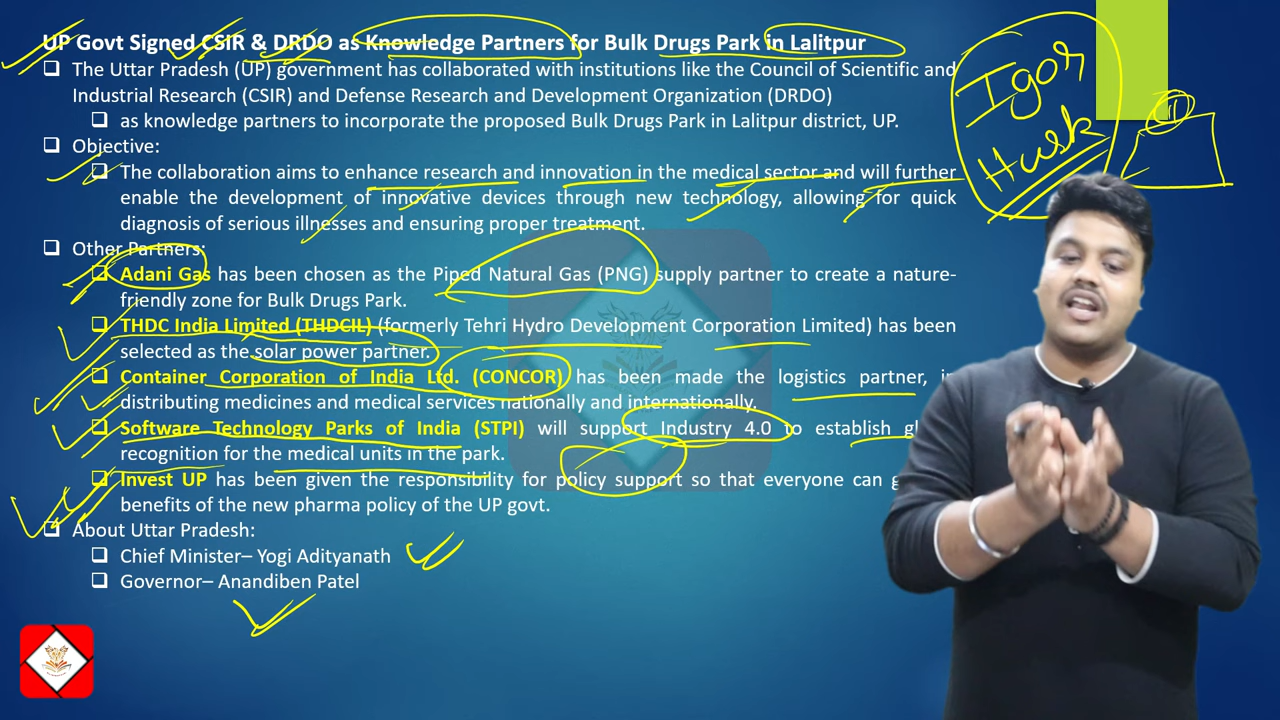 UP Govt Signed CSIR & DRDO as Knowledge Partners for Bulk Drugs Park in Lalitpur
The Uttar Pradesh (UP) government has collaborated with institutions like the Council of Scientific and
Industrial Research (CSIR) and Defense Research and Development Organization (DRDO)
as knowledge partners to incorporate the proposed Bulk Drugs Park in Lalitpur district, UP.
Objective:
The collaboration aims to enhance research and innovation in the medical sector and will further
enable the development of innovative devices through new technology, allowing for quick
diagnosis of serious illnesses and ensuring proper treatment.
Other Partners:
Adani Gas has been chosen as the Piped Natural Gas (PNG) supply partner to create a nature-
friendly zone for Bulk Drugs Park.
THDC India Limited (THDCIL) (formerly Tehri Hydro Development Corporation Limited) has been
selected as the solar power partner.
Container Corporation of India Ltd. (CONCOR) has been made the logistics partner,
distributing medicines and medical services nationally and internationally.
Software Technology Parks of India (STPI) will support Industry 4.0 to establish
recognition for the medical units in the park.
Invest UP has been given the responsibility for policy support so that everyone can
benefits of the new pharma policy of the UP govt.
About Uttar Pradesh:
Chief Minister– Yogi Adityanath
Governor– Anandiben Patel
Igor
Husk